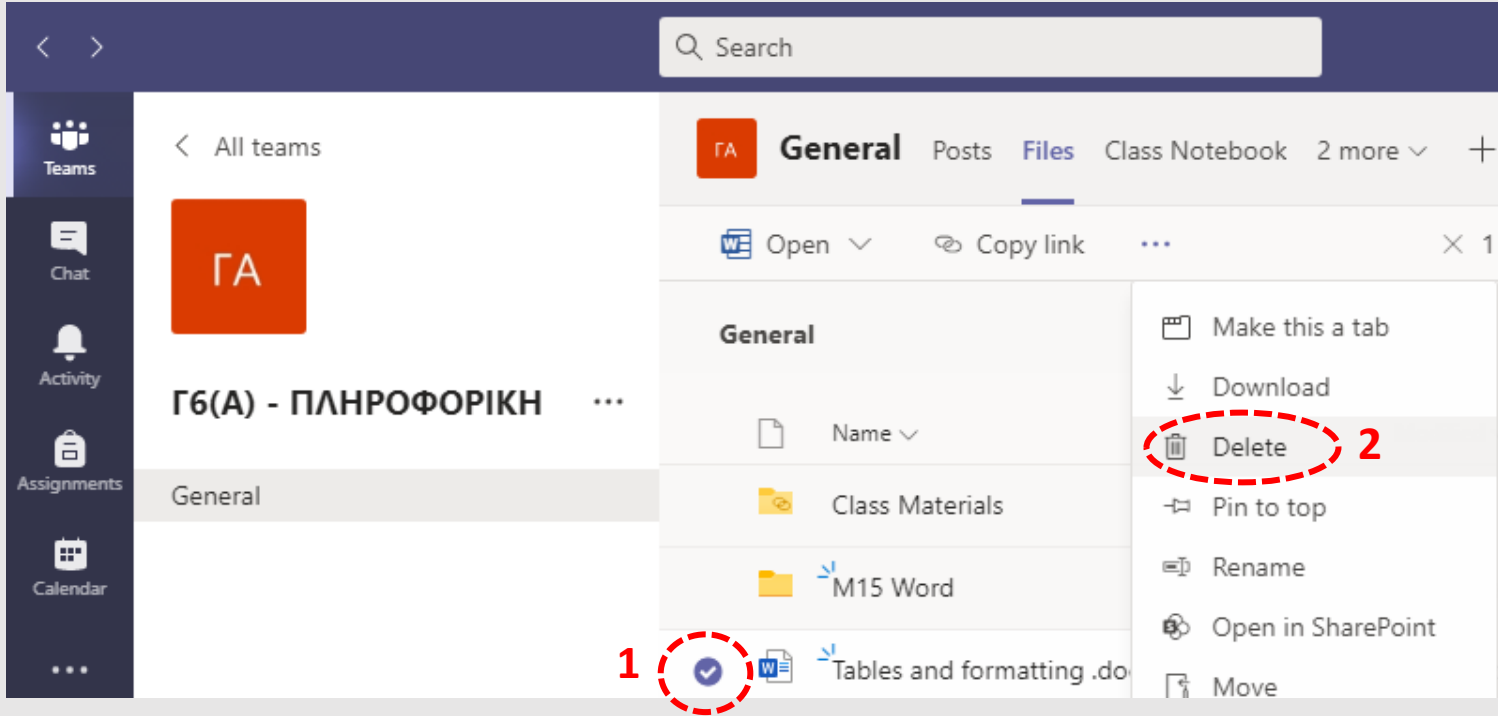 Search
Teams
Chat
Activity
Assignments
Calendar
All teams
ΓΑ
Γ6(Α) - ΠΛΗΡΟΦΟΡΙΚΗ ...
General
ΓΑ General Posts Files Class Notebook 2 more
Open Copy link ... 1
General
Name
Class Materials
M15 Word
1
Tables and formatting .do
Make this a tab
Download
Delete 2
Pin to top
Rename
Open in SharePoint
Move